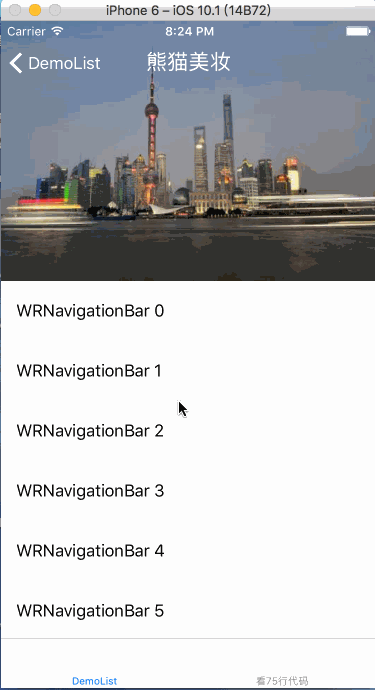 iPhone 6 – iOS 10.1 (14B72)
Carrier 8:24 PM
DemoList 熊猫美妆
WRNavigationBar 0
WRNavigationBar 1
WRNavigationBar 2
WRNavigationBar 3
WRNavigationBar 4
WRNavigationBar 5
DemoList 看75行代码